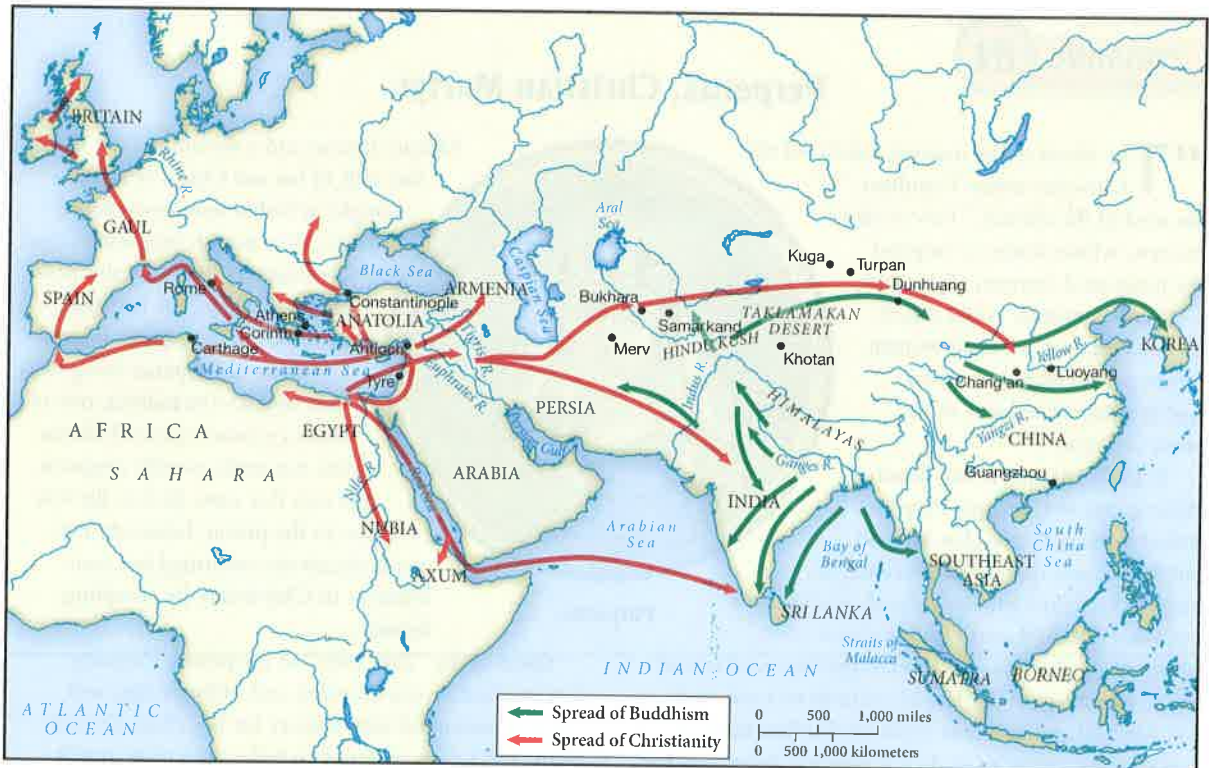 BRITAIN
Rhine R.
GAUL
SPAIN
Rome
Black Sea
Constantinople
ARMENIA
Athens
Corinth
ANATOLIA
Antioch
Carthage
Mediterranean Sea
Tyre
Tigris R.
Euphrates R.
Caspian Sea
Aral
Sea
Bukhara
Samarkand
Merv
HINDU KUSH
Kuga
Turpan
Dunhuang
TAKLAMAKAN
DESERT
Khotan
KOREA
Yellow R.
Chang'an
Luoyang
Yangzi R.
CHINA
Guangzhou
HIMALAYAS
Indus R.
Ganges R.
PERSIA
Gulf
ARABIA
EGYPT
AFRICA
SAHARA
Nile R.
NUBIA
AXUM
Arabian
Sea
INDIA
Bay of
Bengal
SRI LANKA
SOUTHEAST
ASIA
South
China
Sea
Straits of
Malacca
SUMATRA
BORNEO
INDIAN OCEAN
ATLANTIC
OCEAN
Spread of Buddhism
Spread of Christianity
0 500 1,000 miles
0 500 1,000 kilometers